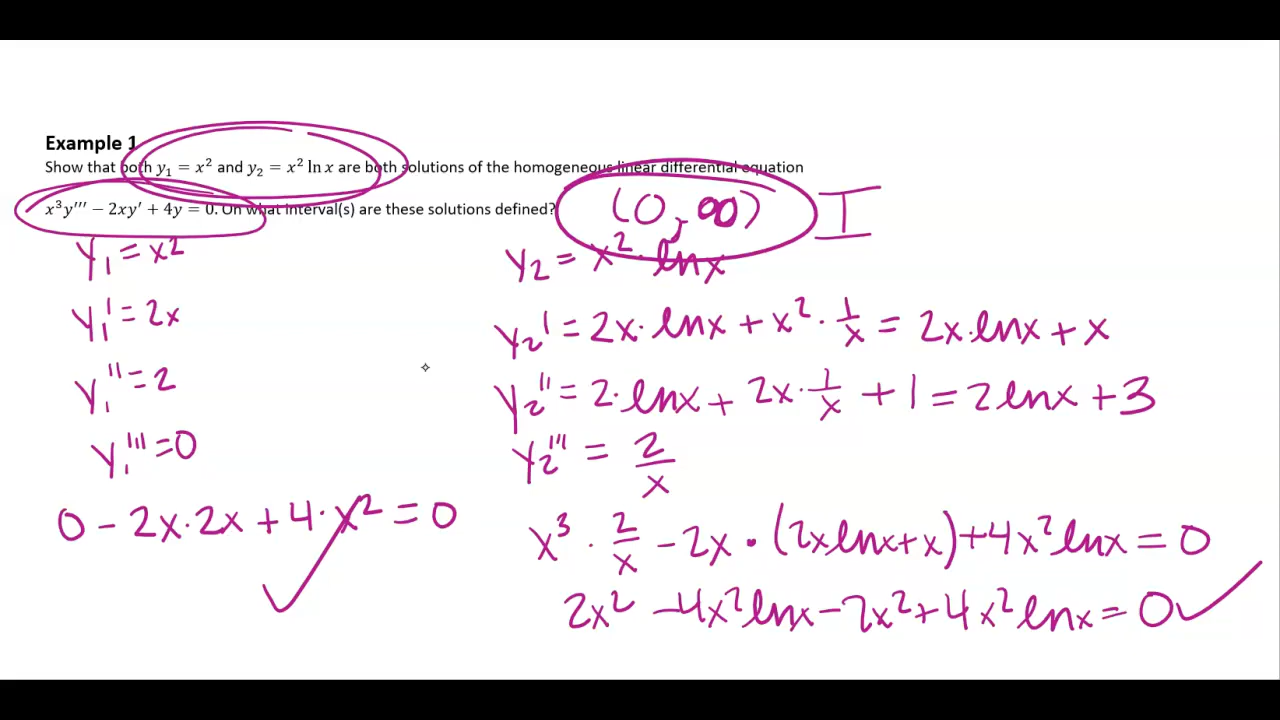 Example 1
Show that both y₁ = x² and y₂ = x² ln x are both solutions of the homogeneous linear differential equation
x³y′′′ − 2xy′ + 4y = 0. On what interval(s) are these solutions defined?
(0, ∞) I
y₁ = x²
y₁' = 2x
y₁'' = 2
y₁''' = 0
0 − 2x·2x + 4·x² = 0 ✓
y₂ = x²· lnx
y₂' = 2x· lnx + x² · 1/x = 2x·lnx + x
y₂'' = 2·lnx + 2x·1/x + 1 = 2lnx + 3
y₂''' = 2/x
x³ · 2/x − 2x • (2xlnx+x) + 4x²lnx = 0
2x² − 4x²lnx − 2x² + 4x² lnx = 0 ✓